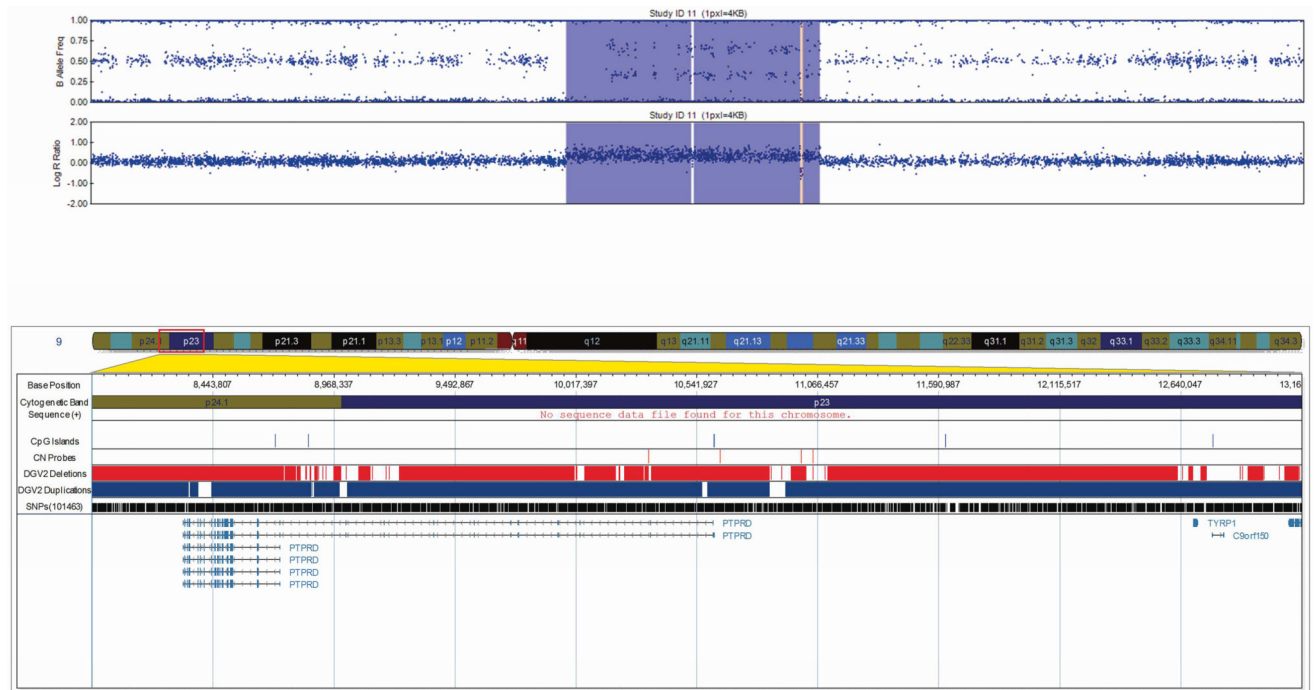 Study ID 11 (1pxl=4KB)
B Allele Freq
1.00
0.75
0.50
0.25
0.00
Study ID 11 (1pxl=4KB)
Log R Ratio
2.00
1.00
0.00
-1.00
-2.00
9 p24.1 p23 p21.3 p21.1 p13.3 p13.1 p12 p11.2 q11 q12 q13 q21.11 q21.13 q21.33 q22.33 q31.1 q31.2 q31.3 q32 q33.1 q33.2 q33.3 q34.11 q34.3
Base Position 8,443,807 8,968,337 9,492,867 10,017,397 10,541,927 11,066,457 11,590,987 12,115,517 12,640,047 13,16
Cytogenetic Band p24.1 p23
Sequence (+) No sequence data file found for this chromosome.
CpG Islands
CN Probes
DGV2 Deletions
DGV2 Duplications
SNPs(101463)
PTPRD TYRP1
PTPRD C9orf150
PTPRD
PTPRD
PTPRD
PTPRD